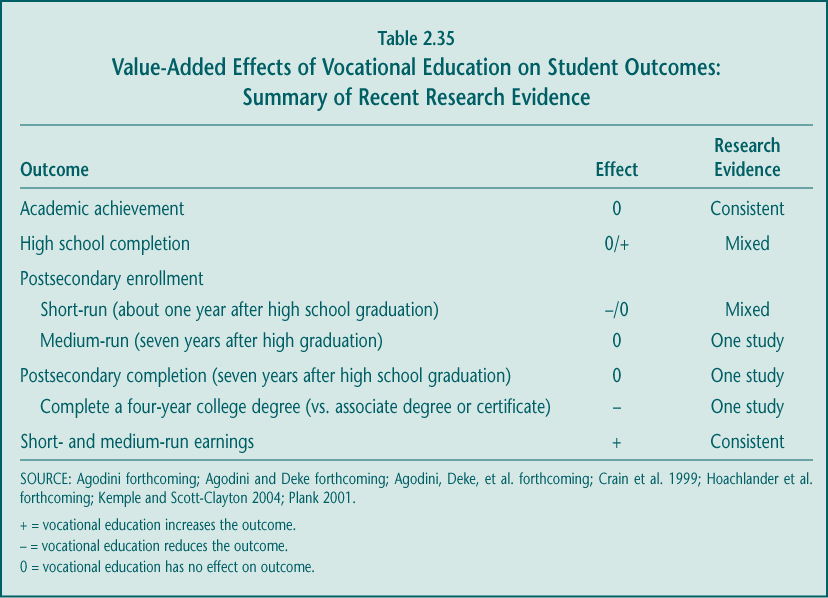 Table 2.35
Value-Added Effects of Vocational Education on Student Outcomes:
Summary of Recent Research Evidence
Research
Outcome Effect Evidence
Academic achievement 0 Consistent
High school completion 0/+ Mixed
Postsecondary enrollment
Short-run (about one year after high school graduation) –/0 Mixed
Medium-run (seven years after high graduation) 0 One study
Postsecondary completion (seven years after high school graduation) 0 One study
Complete a four-year college degree (vs. associate degree or certificate) – One study
Short- and medium-run earnings + Consistent
SOURCE: Agodini forthcoming; Agodini and Deke forthcoming; Agodini, Deke, et al. forthcoming; Crain et al. 1999; Hoachlander et al.
forthcoming; Kemple and Scott-Clayton 2004; Plank 2001.
+ = vocational education increases the outcome.
– = vocational education reduces the outcome.
0 = vocational education has no effect on outcome.